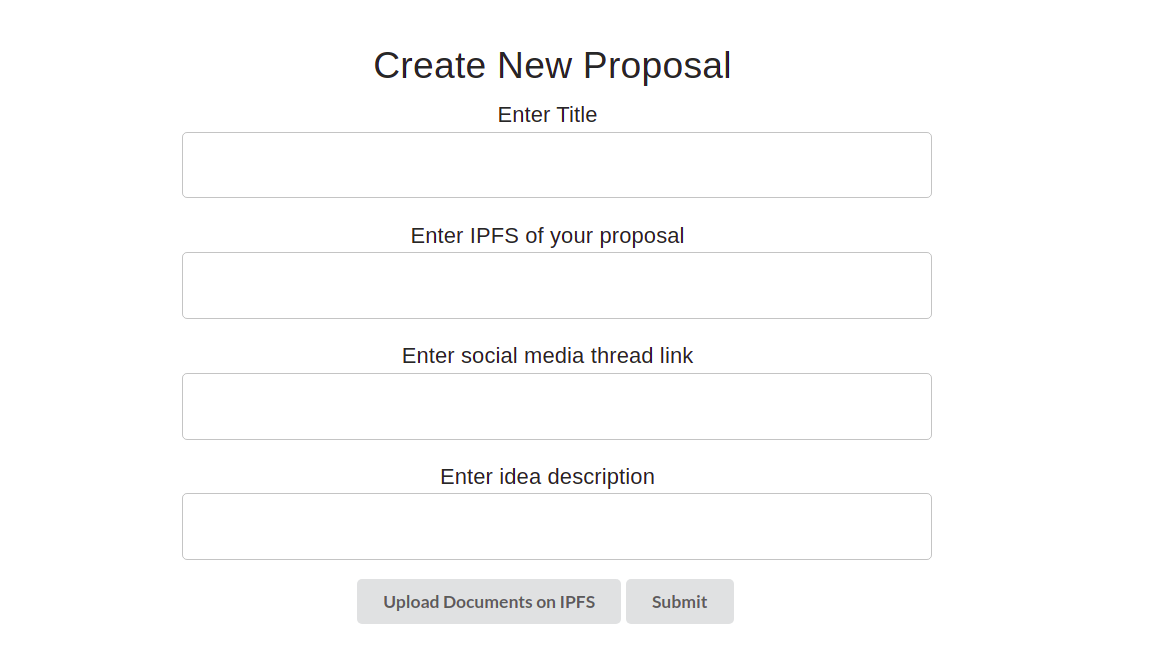 Create New Proposal
Enter Title
Enter IPFS of your proposal
Enter social media thread link
Enter idea description
Upload Documents on IPFS Submit